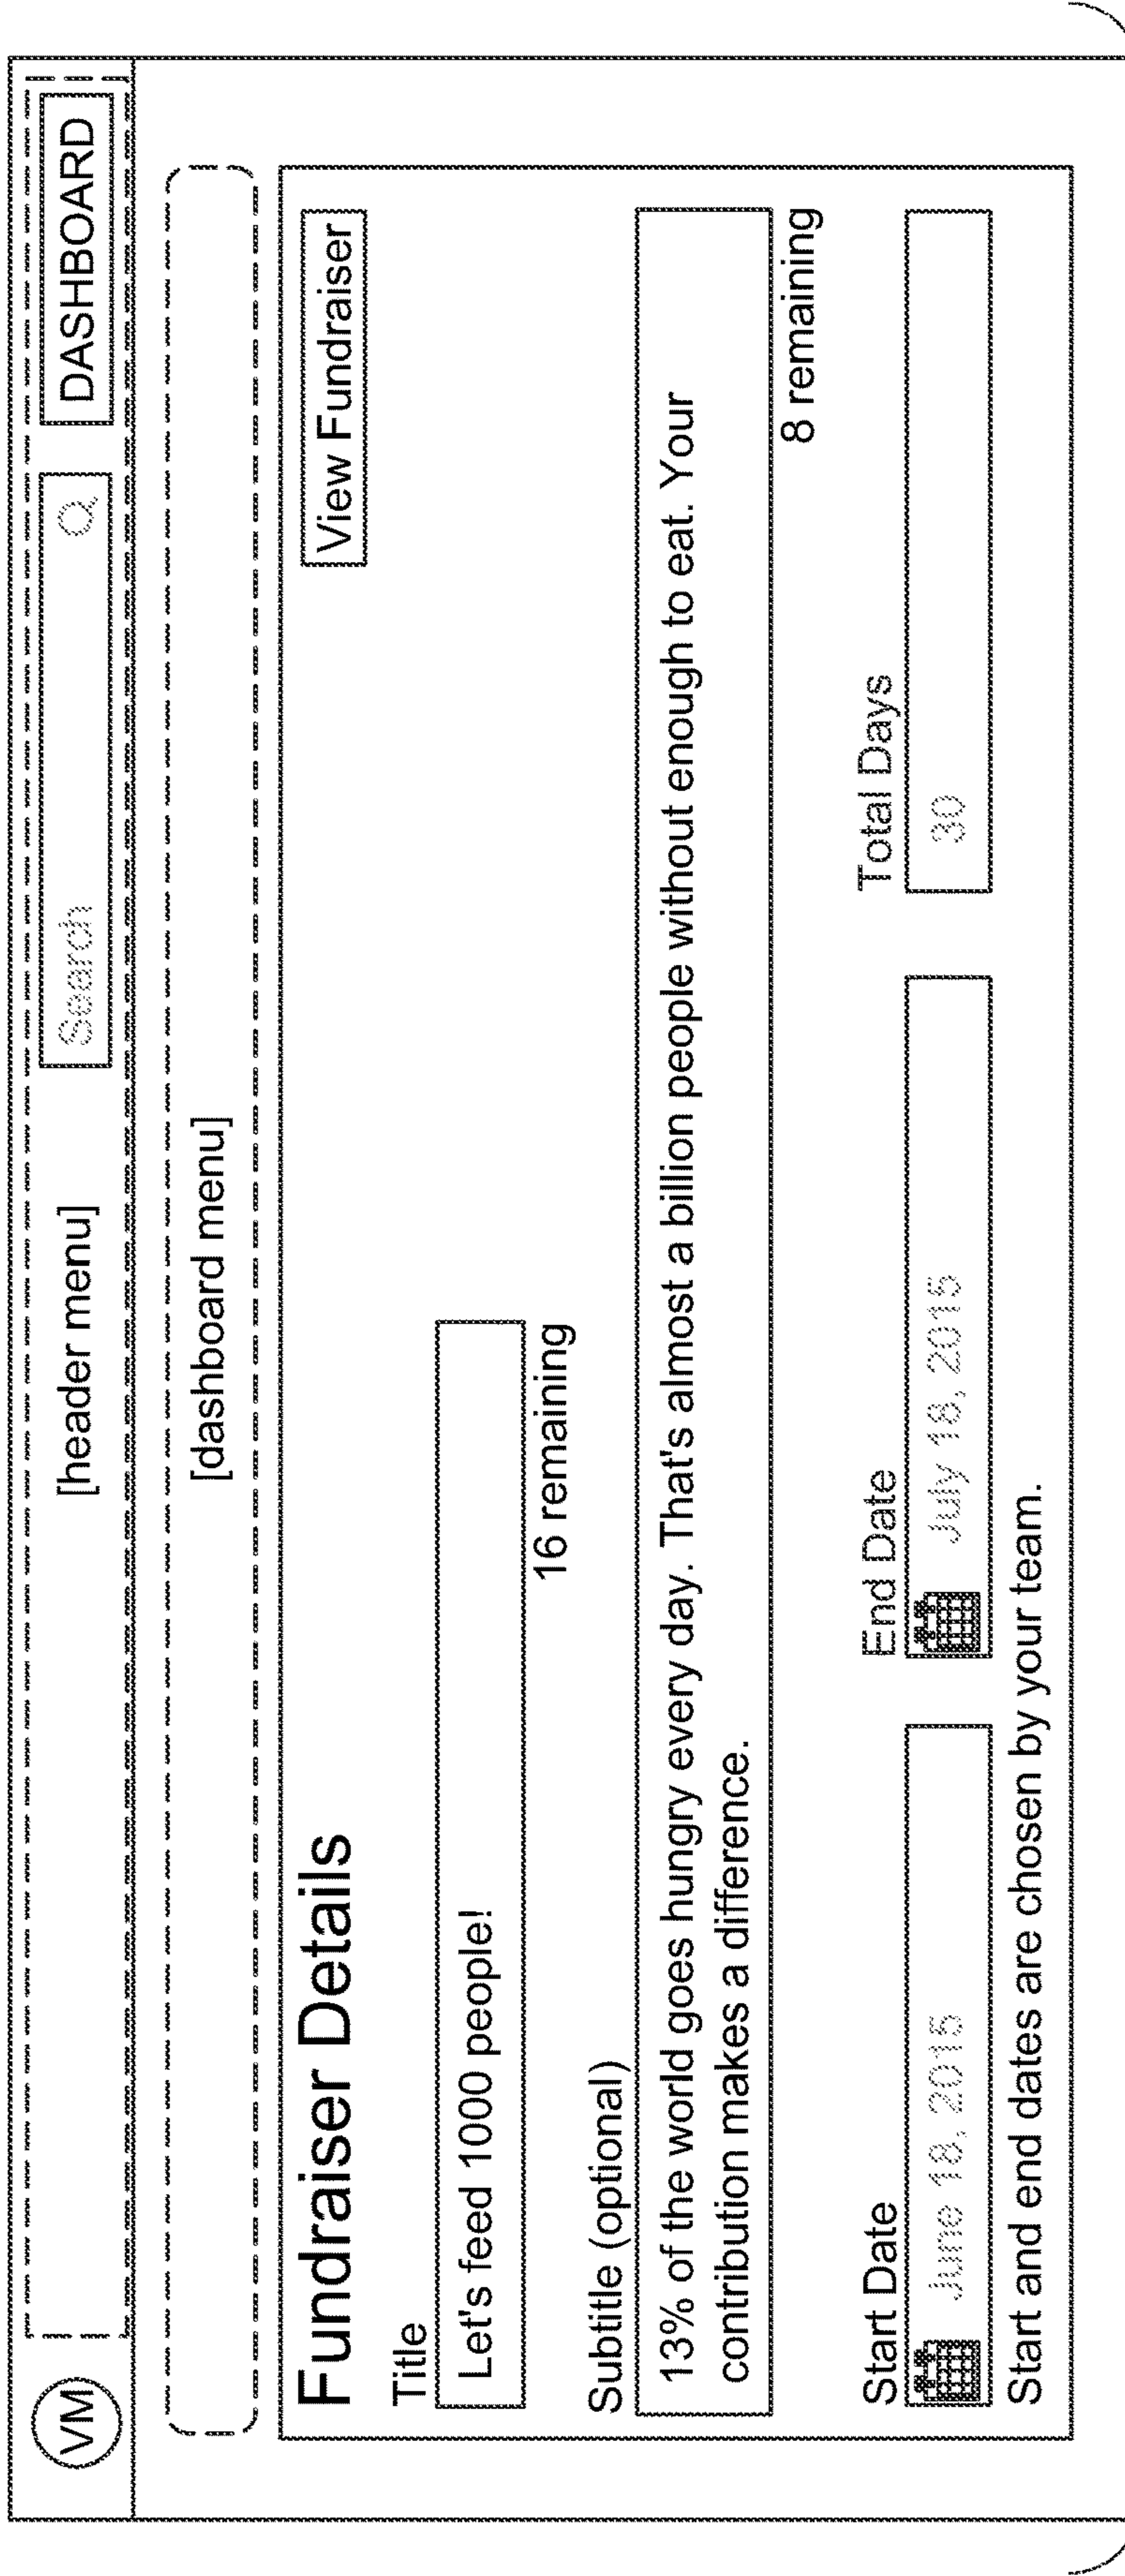 VM
[header menu]
Search
DASHBOARD
[dashboard menu]
Fundraiser Details
View Fundraiser
Title
Let's feed 1000 people!
16 remaining
Subtitle (optional)
13% of the world goes hungry every day. That's almost a billion people without enough to eat. Your
contribution makes a difference.
8 remaining
Start Date
End Date
Total Days
June 18, 2015
July 18, 2015
30
Start and end dates are chosen by your team.